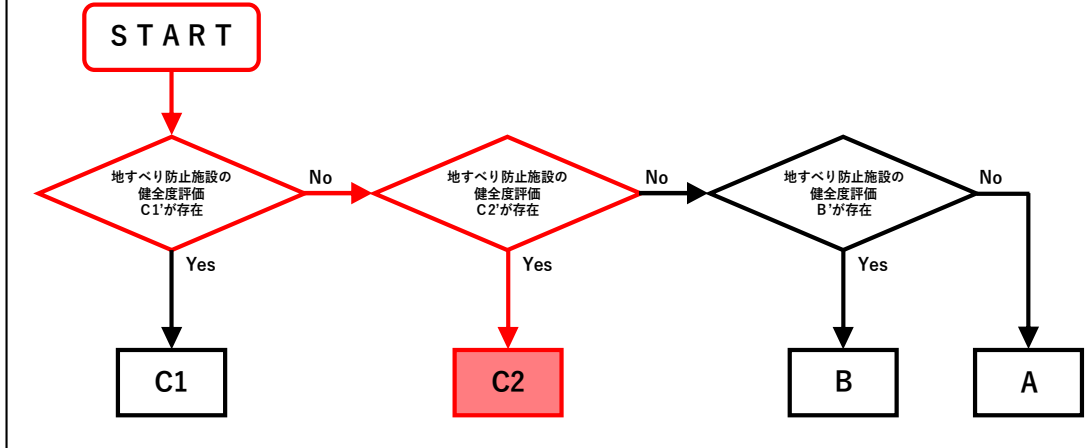 START
地すべり防止施設の
健全度評価
C1'が存在
No
Yes
C1
地すべり防止施設の
健全度評価
C2'が存在
No
Yes
C2
地すべり防止施設の
健全度評価
B'が存在
No
Yes
B
A